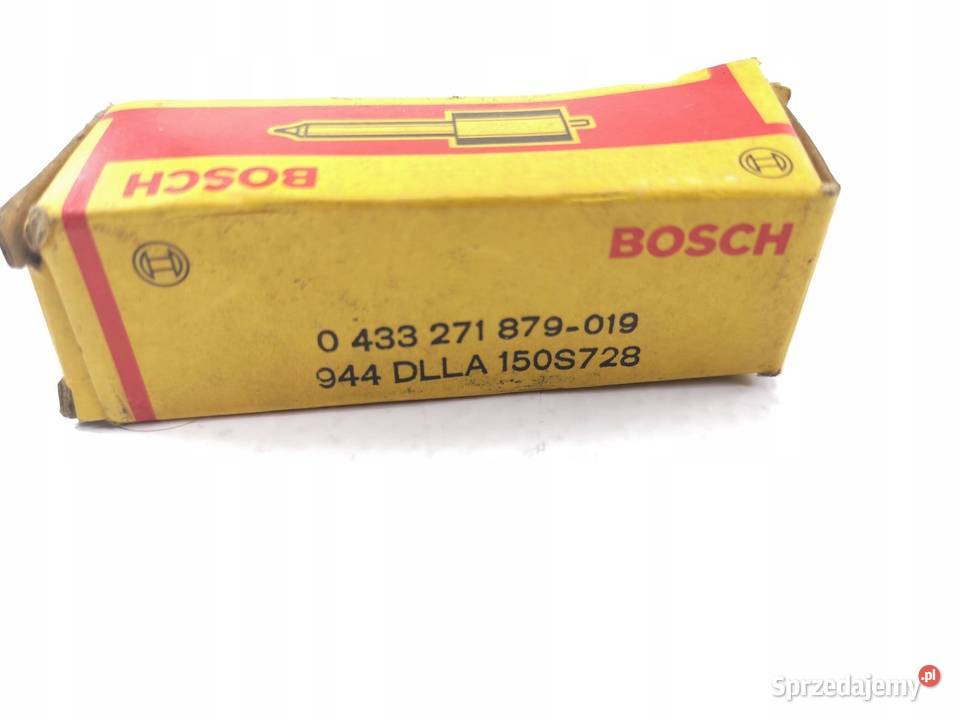 BOSCH
BOSCH
0 433 271 879-019
944 DLLA 150S728
Sprzedajemy.pl